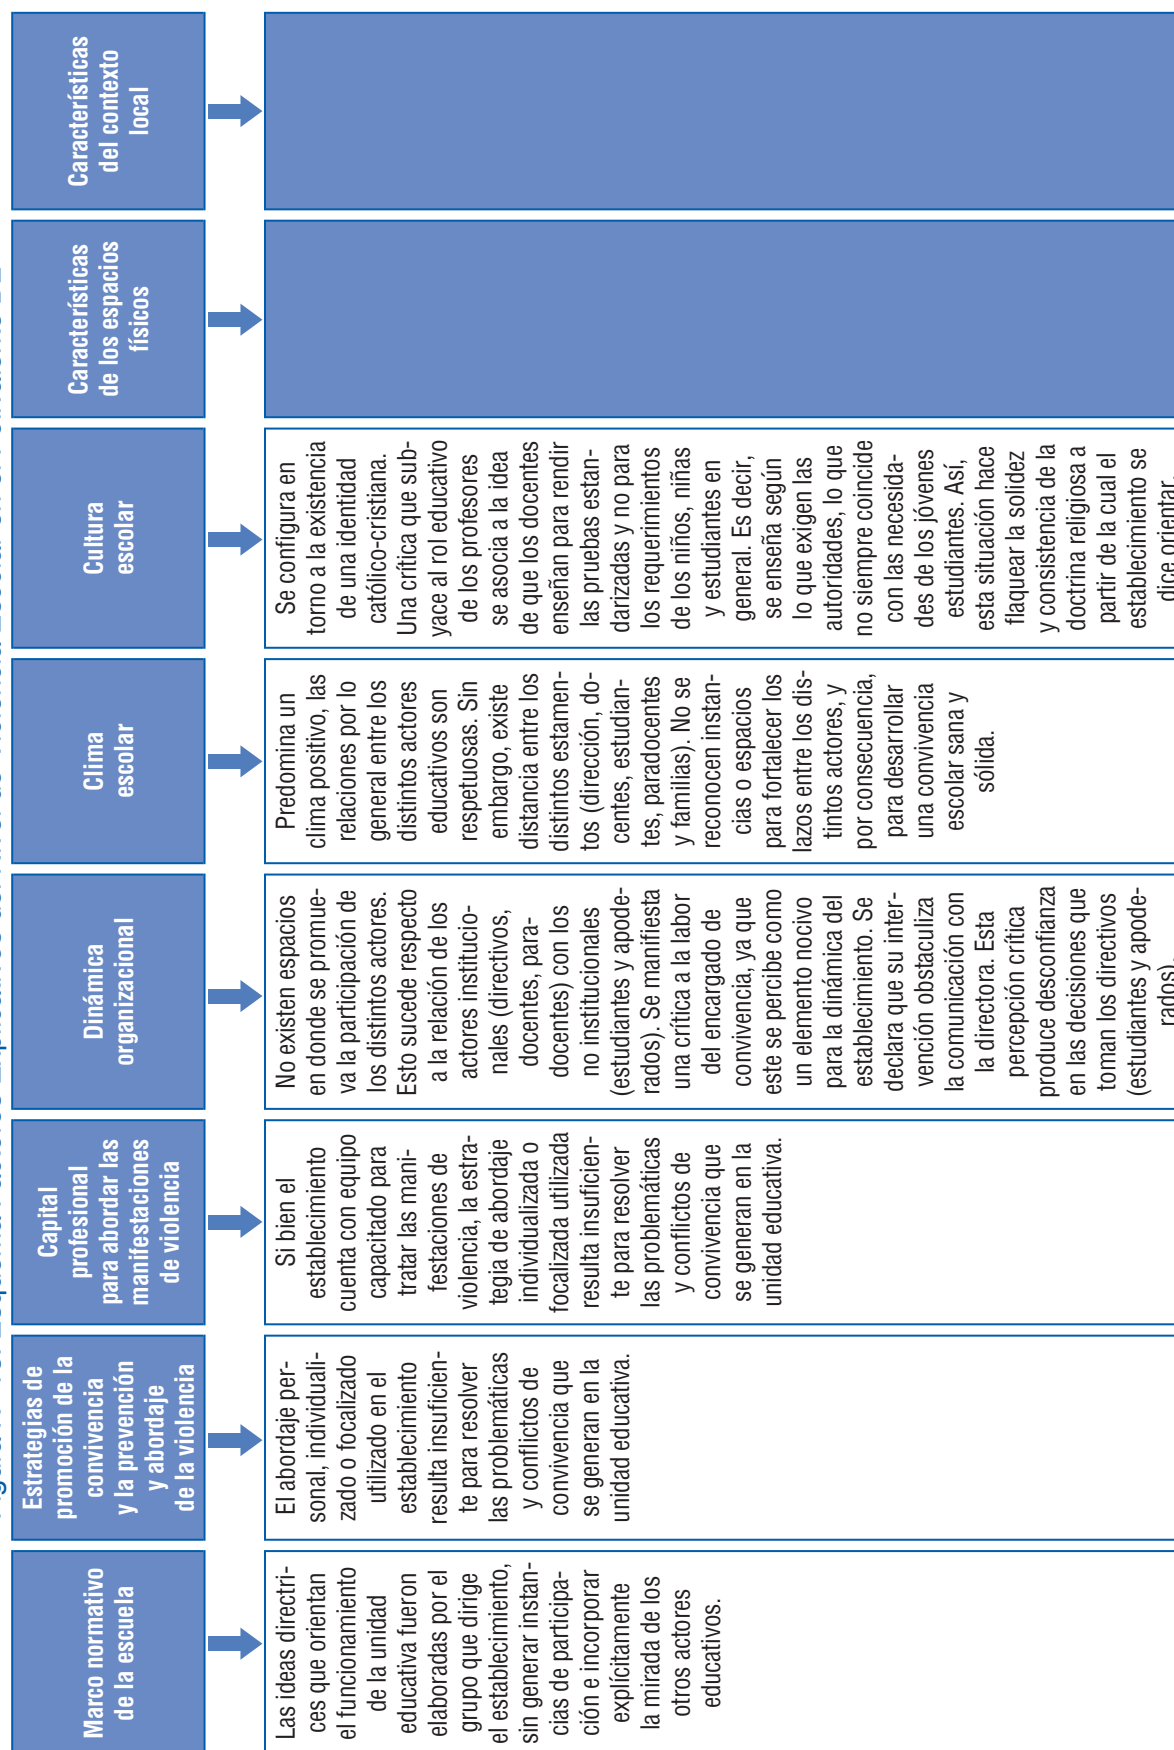 Marco normativo
de la escuela
Las ideas directri-
ces que orientan
el funcionamiento
de la unidad
educativa fueron
elaboradas por el
grupo que dirige
el establecimiento,
sin generar instan-
cias de participa-
ción e incorporar
explícitamente
la mirada de los
otros actores
educativos.
Estrategias de
promoción de la
convivencia
y la prevención
y abordaje
de la violencia
El abordaje per-
sonal, individuali-
zado o focalizado
utilizado en el
establecimiento
resulta insuficien-
te para resolver
las problemáticas
y conflictos de
convivencia que
se generan en la
unidad educativa.
Capital
profesional
para abordar las
manifestaciones
de violencia
Si bien el
establecimiento
cuenta con equipo
capacitado para
tratar las mani-
festaciones de
violencia, la estra-
tegia de abordaje
individualizada o
focalizada utilizada
resulta insuficien-
te para resolver
las problemáticas
y conflictos de
convivencia que
se generan en la
unidad educativa.
Dinámica
organizacional
No existen espacios
en donde se promue-
va la participación de
los distintos actores.
Esto sucede respecto
a la relación de los
actores institucio-
nales (directivos,
docentes, para-
docentes) con los
no institucionales
(estudiantes y apode-
rados). Se manifiesta
una crítica a la labor
del encargado de
convivencia, ya que
este se percibe como
un elemento nocivo
para la dinámica del
establecimiento. Se
declara que su inter-
vención obstaculiza
la comunicación con
la directora. Esta
percepción crítica
produce desconfianza
en las decisiones que
toman los directivos
(estudiantes y apode-
rados).
Clima
escolar
Predomina un
clima positivo, las
relaciones por lo
general entre los
distintos actores
educativos son
respetuosas. Sin
embargo, existe
distancia entre los
distintos estamen-
tos (dirección, do-
centes, estudian-
tes, paradocentes
y familias). No se
reconocen instan-
cias o espacios
para fortalecer los
lazos entre los dis-
tintos actores, y
por consecuencia,
para desarrollar
una convivencia
escolar sana y
sólida.
Cultura
escolar
Se configura en
torno a la existencia
de una identidad
católico-cristiana.
Una crítica que sub-
yace al rol educativo
de los profesores
se asocia a la idea
de que los docentes
enseñan para rendir
las pruebas estan-
darizadas y no para
los requerimientos
de los niños, niñas
y estudiantes en
general. Es decir,
se enseña según
lo que exigen las
autoridades, lo que
no siempre coincide
con las necesida-
des de los jóvenes
estudiantes. Así,
esta situación hace
flaquear la solidez
y consistencia de la
doctrina religiosa a
partir de la cual el
establecimiento se
dice orientar.
Características
de los espacios
físicos
Características
del contexto
local